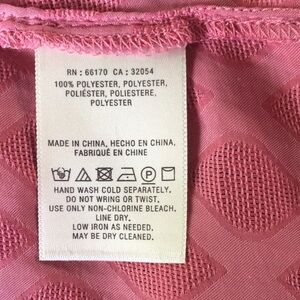 RN : 66170 CA : 32054
100% POLYESTER, POLYESTER,
POLIÉSTER, POLIESTERE,
POLYESTER
MADE IN CHINA, HECHO EN CHINA,
FABRIQUÉ EN CHINE
HAND WASH COLD SEPARATELY.
DO NOT WRING OR TWIST.
USE ONLY NON-CHLORINE BLEACH.
LINE DRY.
LOW IRON AS NEEDED.
MAY BE DRY CLEANED.